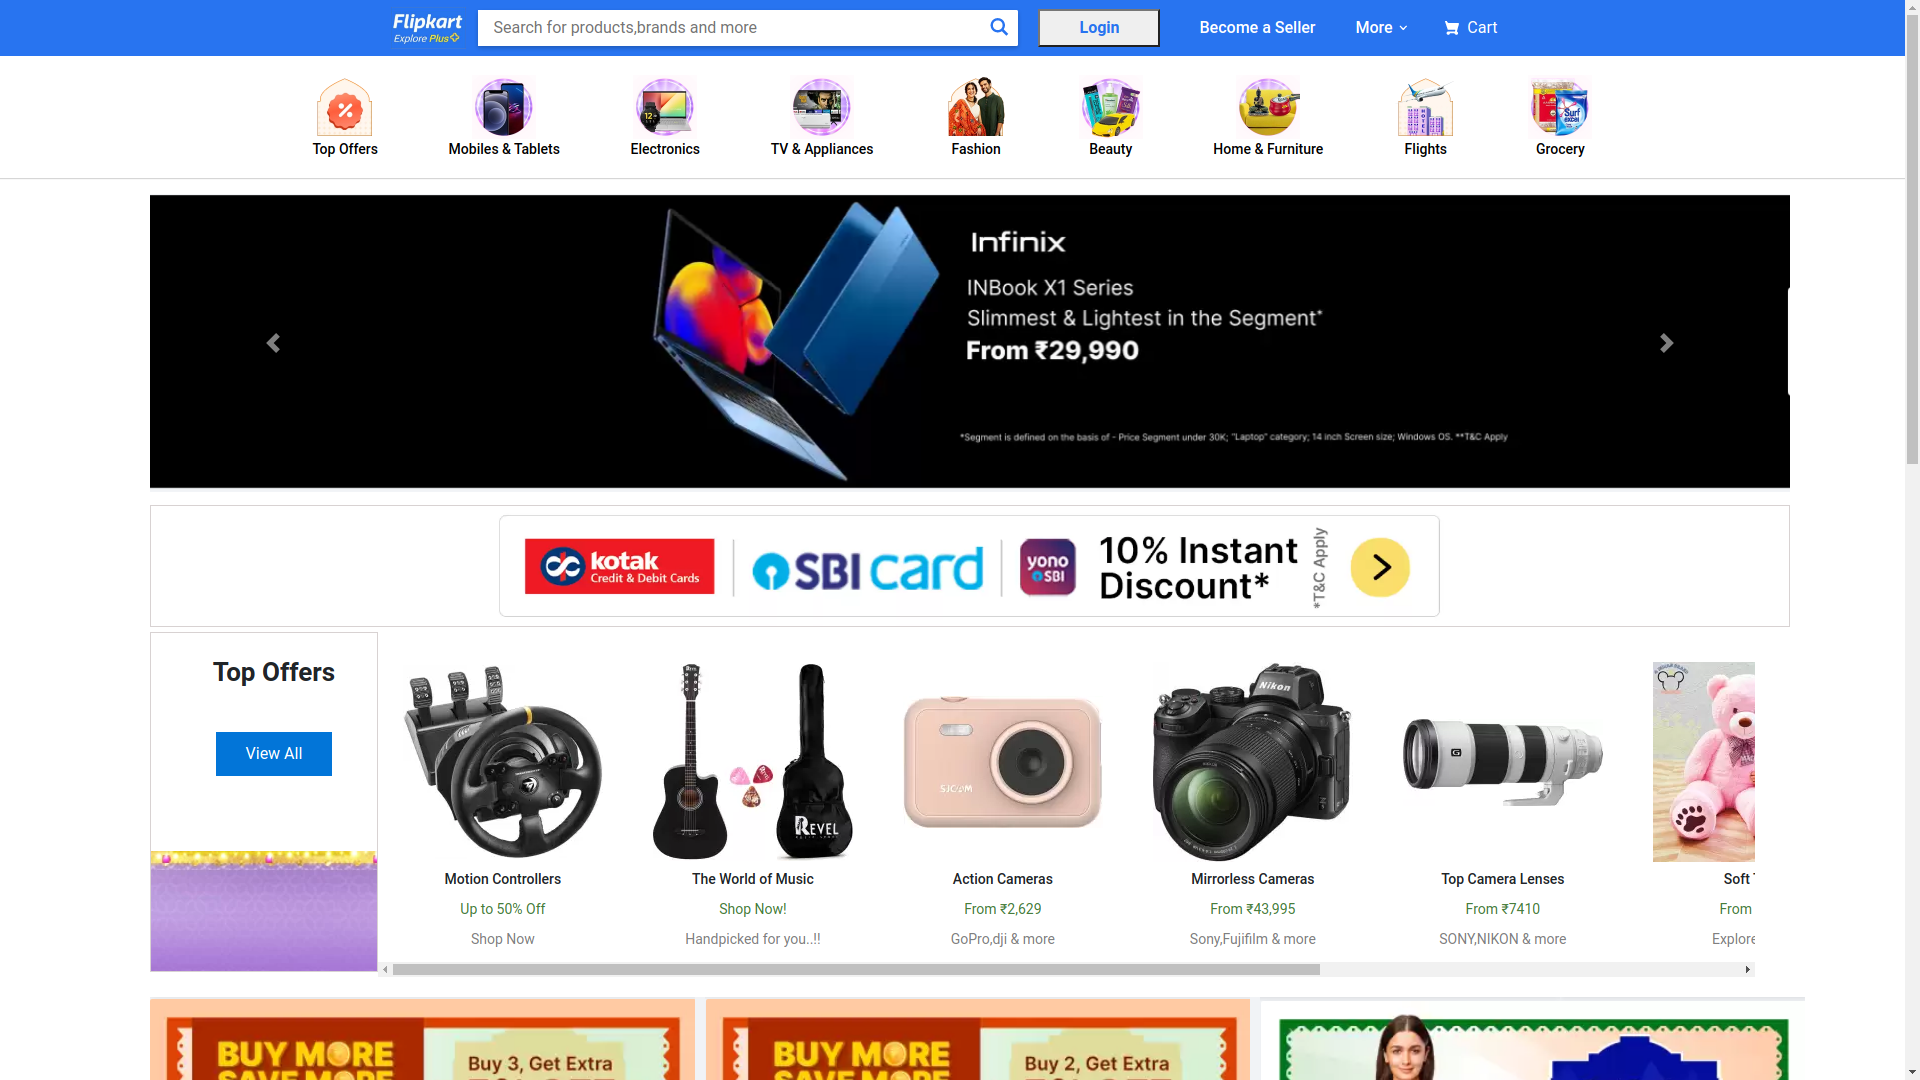 Flipkart
Explore Plus
Search for products,brands and more
Login
Become a Seller
More
Cart
Top Offers
Mobiles & Tablets
Electronics
TV & Appliances
Fashion
Beauty
Home & Furniture
Flights
Grocery
Infinix
INBook X1 Series
Slimmest & Lightest in the Segment*
From ₹29,990
*Segment is defined on the basis of - Price Segment under 30K; "Laptop" category; 14 inch Screen size; Windows OS. **T&C Apply
kotak
Credit & Debit Cards
SBI card
yono
SBI
10% Instant
Discount*
*T&C Apply
Top Offers
View All
Nikon
G
SJCAM
REVEL
Motion Controllers
The World of Music
Action Cameras
Mirrorless Cameras
Top Camera Lenses
Soft
Up to 50% Off
Shop Now!
From ₹2,629
From ₹43,995
From ₹7410
From
Shop Now
Handpicked for you..!!
GoPro,dji & more
Sony,Fujifilm & more
SONY,NIKON & more
Explore
BUY MORE
SAVE MORE
Buy 3, Get Extra
BUY MORE
SAVE MORE
Buy 2, Get Extra